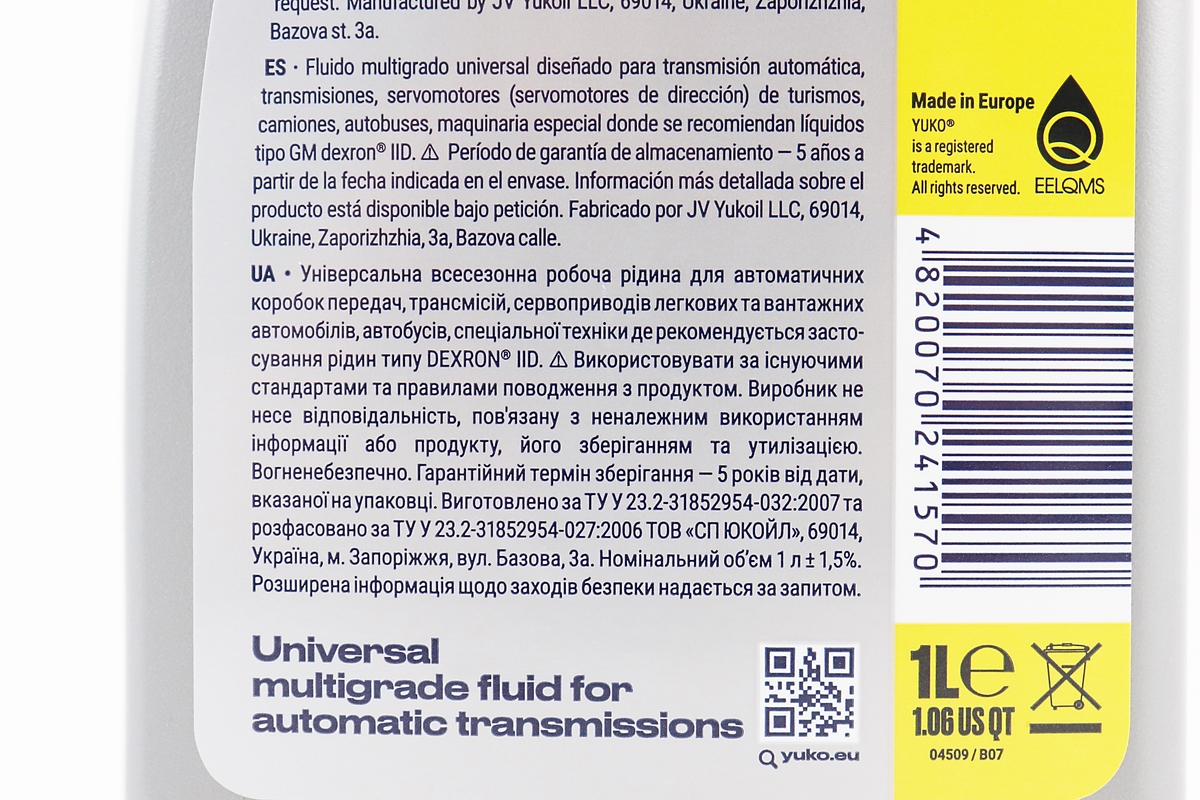 request. Manufactured by JV Yukoil LLC, 69014, Ukraine, Zaporizhzhia,
Bazova st. 3a.
ES · Fluido multigrado universal diseñado para transmisión automática,
transmisiones, servomotores (servomotores de dirección) de turismos,
camiones, autobuses, maquinaria especial donde se recomiendan líquidos
tipo GM dexron® IID. ⚠ Período de garantía de almacenamiento — 5 años a
partir de la fecha indicada en el envase. Información más detallada sobre el
producto está disponible bajo petición. Fabricado por JV Yukoil LLC, 69014,
Ukraine, Zaporizhzhia, 3a, Bazova calle.
UA · Універсальна всесезонна робоча рідина для автоматичних
коробок передач, трансмісій, сервоприводів легкових та вантажних
автомобілів, автобусів, спеціальної техніки де рекомендується засто-
сування рідин типу DEXRON® IID. ⚠ Використовувати за існуючими
стандартами та правилами поводження з продуктом. Виробник не
несе відповідальність, пов'язану з неналежним використанням
інформації або продукту, його зберіганням та утилізацією.
Вогненебезпечно. Гарантійний термін зберігання — 5 років від дати,
вказаної на упаковці. Виготовлено за ТУ У 23.2-31852954-032:2007 та
розфасовано за ТУ У 23.2-31852954-027:2006 ТОВ «СП ЮКОЙЛ», 69014,
Україна, м. Запоріжжя, вул. Базова, 3а. Номінальний об’єм 1 л ± 1,5%.
Розширена інформація щодо заходів безпеки надається за запитом.
Universal
multigrade fluid for
automatic transmissions
yuko.eu
Made in Europe
YUKO®
is a registered
trademark.
All rights reserved.
EELQMS
4 820070 241570
1L℮
1.06 US QT
04509 / B07